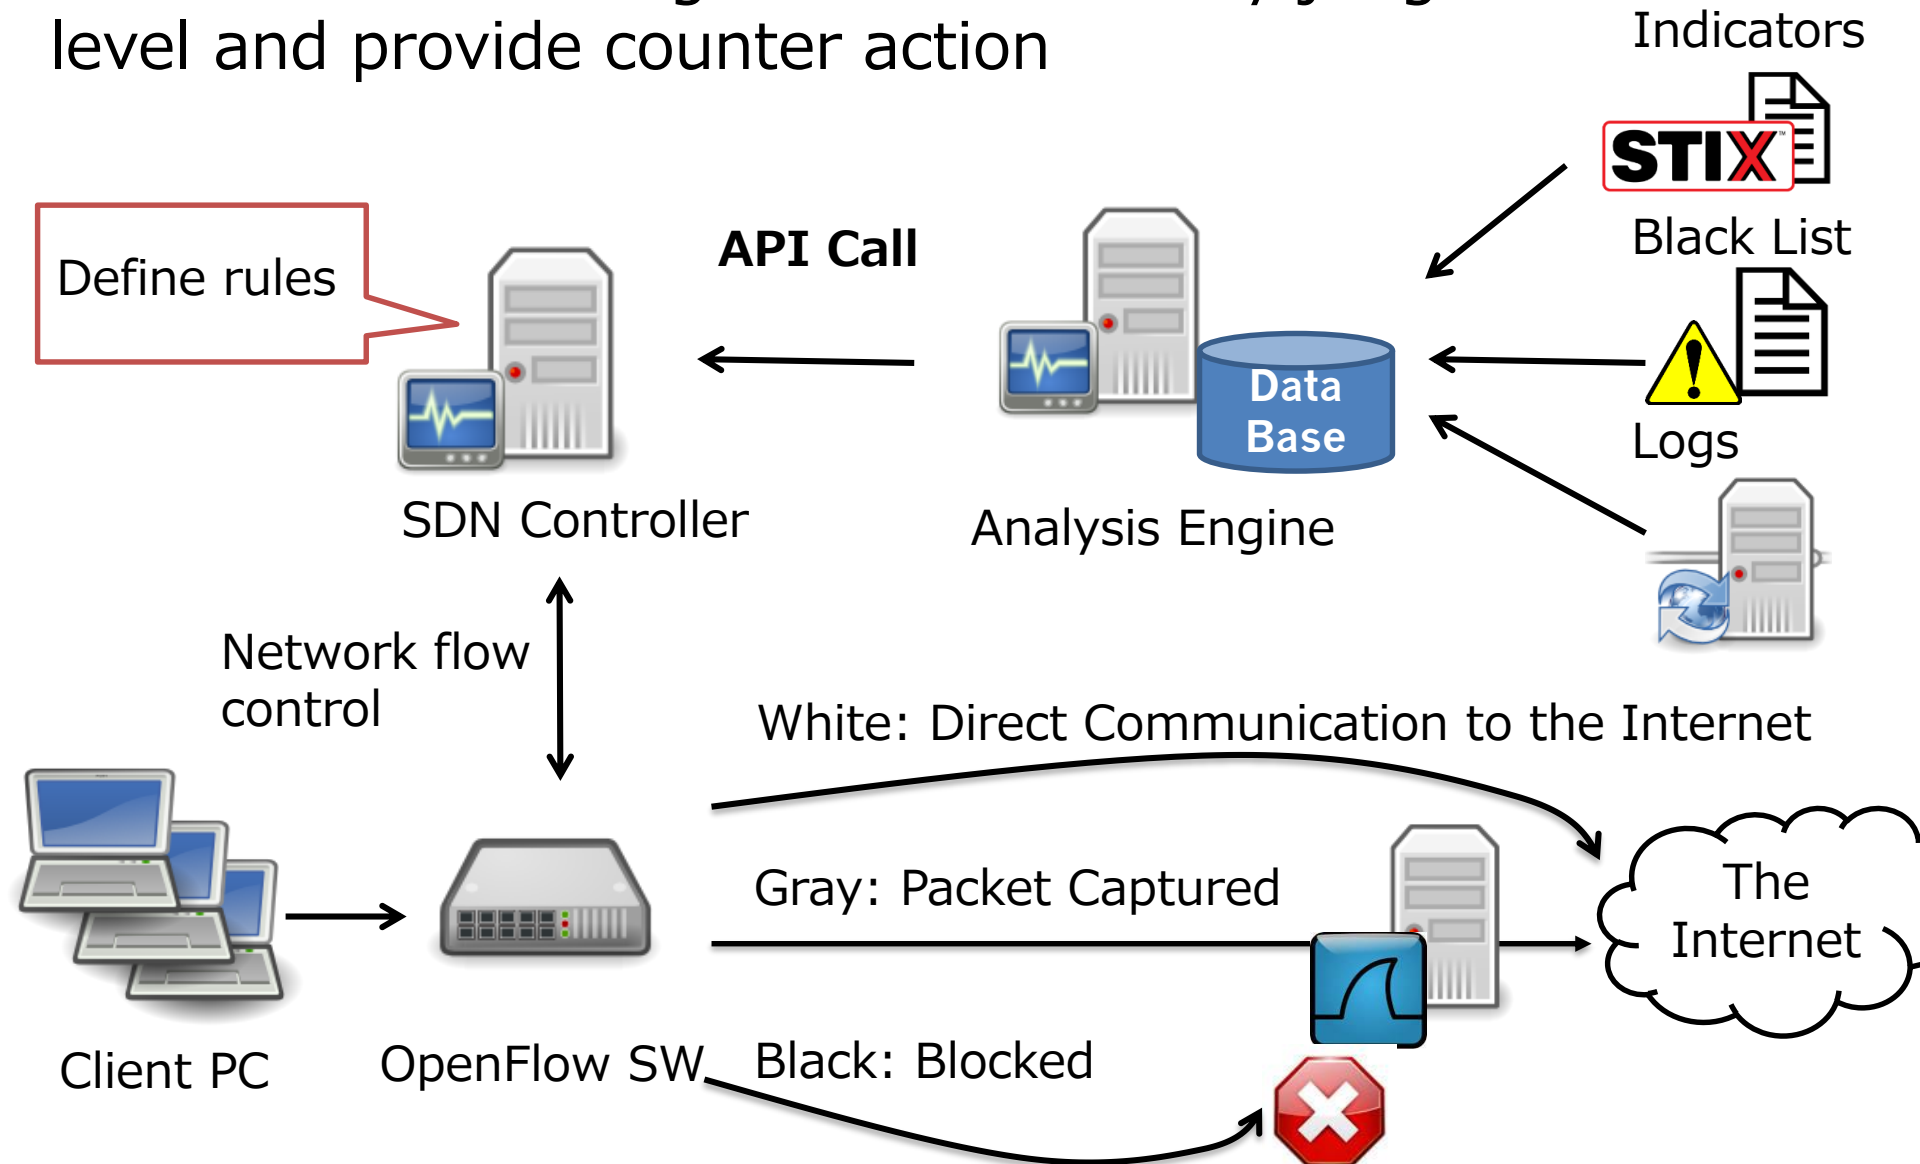 level and provide counter action
Indicators
STIX
Black List
Define rules
API Call
Data
Base
Logs
SDN Controller
Analysis Engine
Network flow
control
White: Direct Communication to the Internet
Gray: Packet Captured
The
Internet
Client PC
OpenFlow SW
Black: Blocked